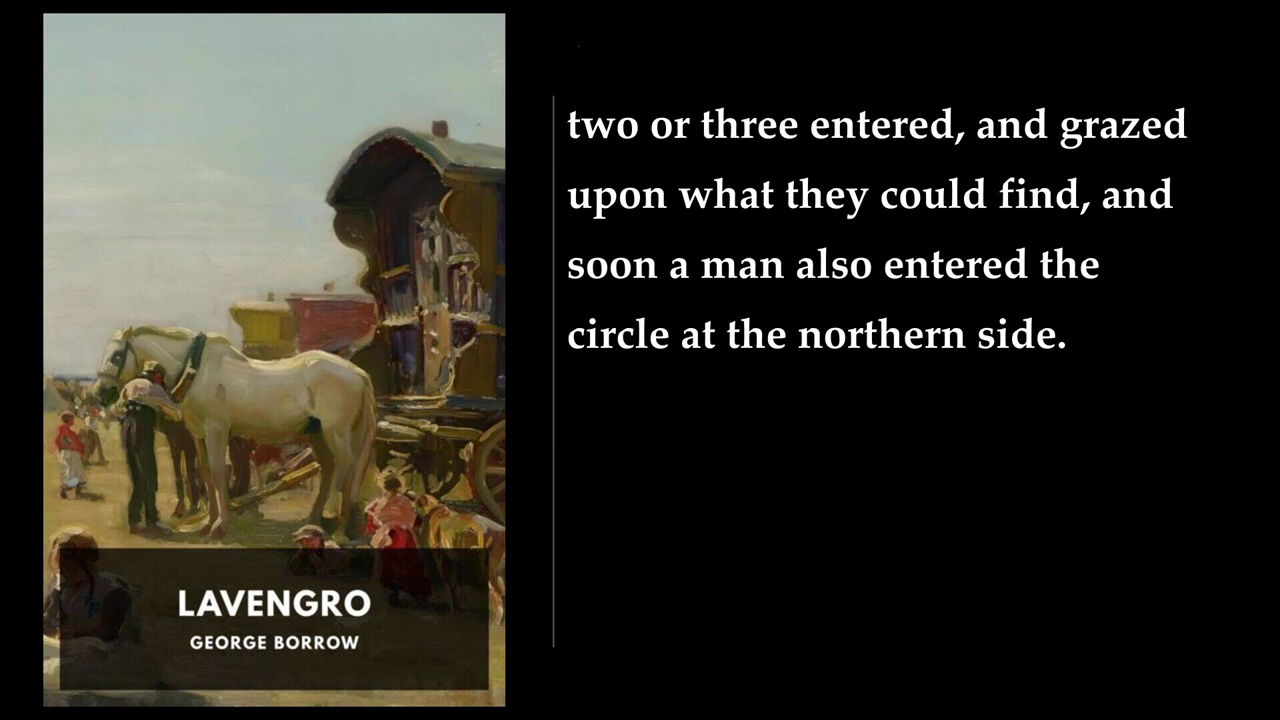 two or three entered, and grazed
upon what they could find, and
soon a man also entered the
circle at the northern side.
LAVENGRO
GEORGE BORROW